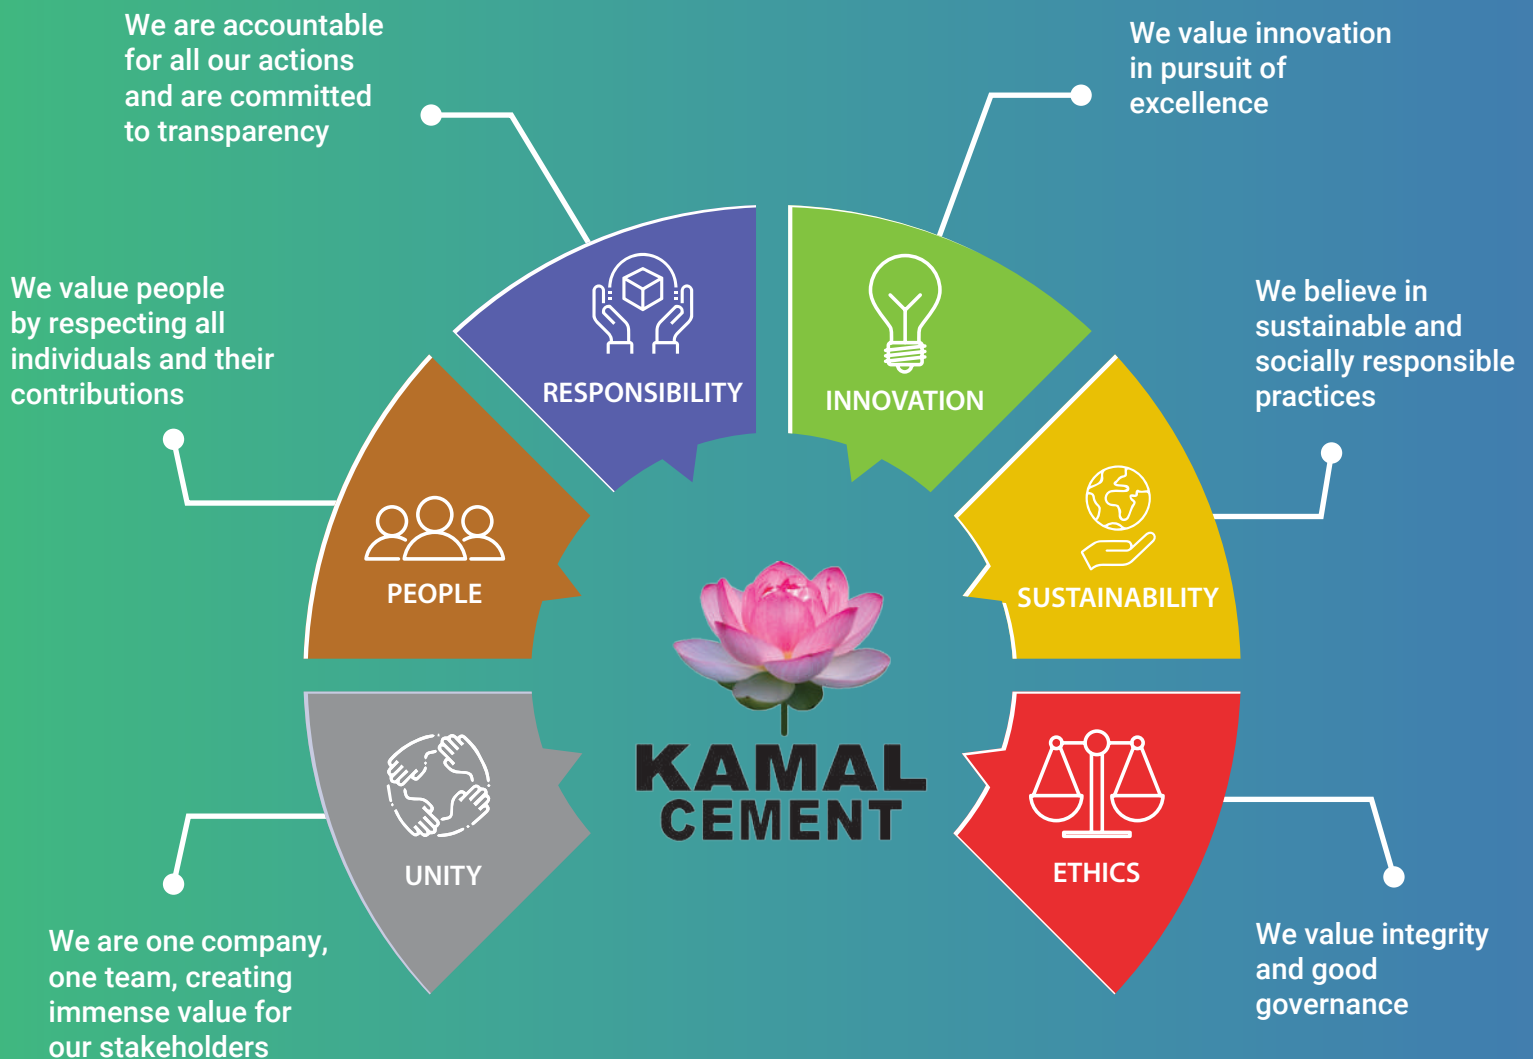 We are accountable
for all our actions
and are committed
to transparency
We value innovation
in pursuit of
excellence
We value people
by respecting all
individuals and their
contributions
We believe in
sustainable and
socially responsible
practices
RESPONSIBILITY
INNOVATION
PEOPLE
SUSTAINABILITY
KAMAL
CEMENT
UNITY
ETHICS
We are one company,
one team, creating
immense value for
our stakeholders
We value integrity
and good
governance